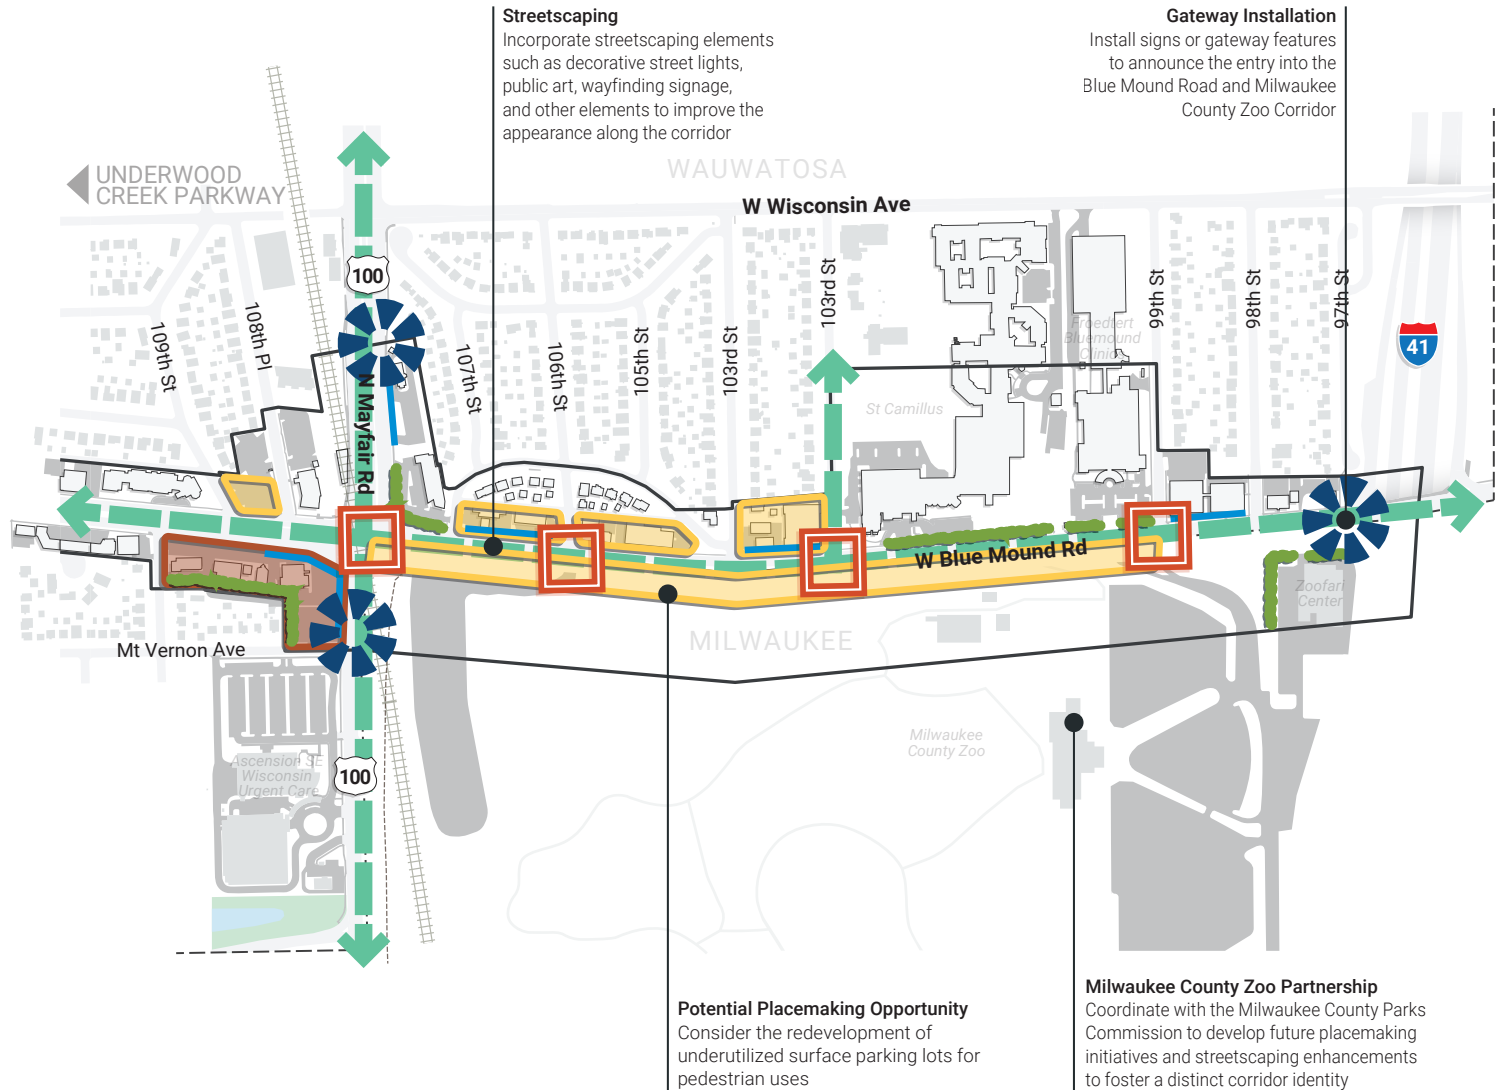 Streetscaping
Incorporate streetscaping elements
such as decorative street lights,
public art, wayfinding signage,
and other elements to improve the
appearance along the corridor
Gateway Installation
Install signs or gateway features
to announce the entry into the
Blue Mound Road and Milwaukee
County Zoo Corridor
UNDERWOOD
CREEK PARKWAY
WAUWATOSA
W Wisconsin Ave
100
41
109th St
108th Pl
N Mayfair Rd
107th St
106th St
105th St
103rd St
103rd St
99th St
98th St
97th St
Froedtert
Bluemound
Clinic
St Camillus
W Blue Mound Rd
Zoofari
Center
MILWAUKEE
Mt Vernon Ave
Milwaukee
County Zoo
Ascension SE
Wisconsin
Urgent Care
100
Potential Placemaking Opportunity
Consider the redevelopment of
underutilized surface parking lots for
pedestrian uses
Milwaukee County Zoo Partnership
Coordinate with the Milwaukee County Parks
Commission to develop future placemaking
initiatives and streetscaping enhancements
to foster a distinct corridor identity